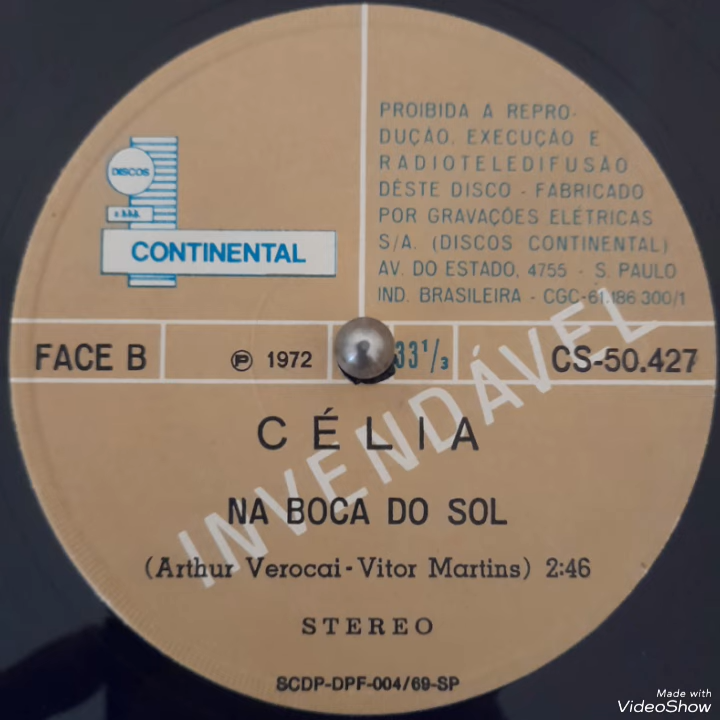 DISCOS
CONTINENTAL
PROIBIDA A REPRO-
DUÇÃO, EXECUÇÃO E
RADIOTELEDIFUSÃO
DÊSTE DISCO - FABRICADO
POR GRAVAÇÕES ELÉTRICAS
S/A. (DISCOS CONTINENTAL)
AV. DO ESTADO, 4755 - S. PAULO
IND. BRASILEIRA - CGC-61.186.300/1
FACE B ℗ 1972 33 1/3 CS-50.427
INVENDÁVEL
CÉLIA
NA BOCA DO SOL
(Arthur Verocai - Vitor Martins) 2:46
STEREO
SCDP-DPF-004/69-SP
Made with
VideoShow